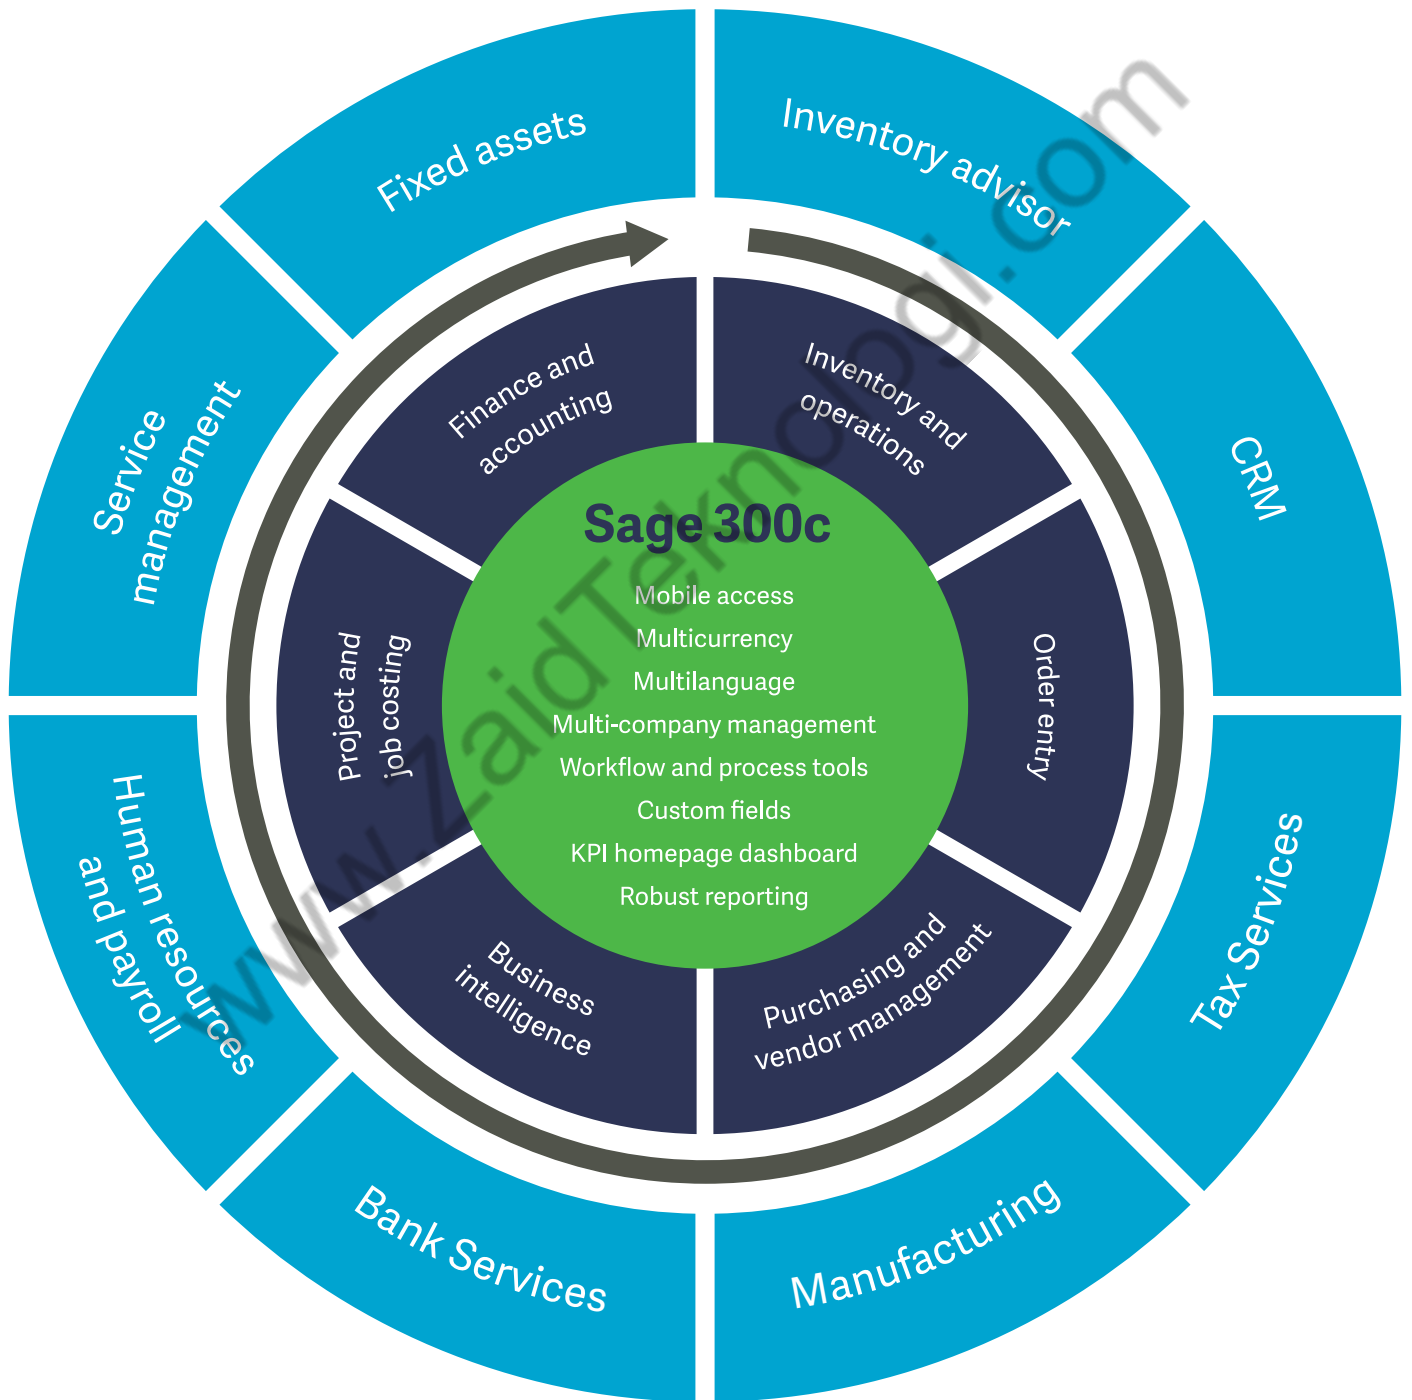 Fixed assets
Inventory advisor
CRM
Tax Services
Manufacturing
Bank Services
Human resources
and payroll
Service
management
Finance and
accounting
Inventory and
operations
Order entry
Purchasing and
vendor management
Business
intelligence
Project and
job costing
Sage 300c
Mobile access
Multicurrency
Multilanguage
Multi-company management
Workflow and process tools
Custom fields
KPI homepage dashboard
Robust reporting
www.ZaidTeknologi.com